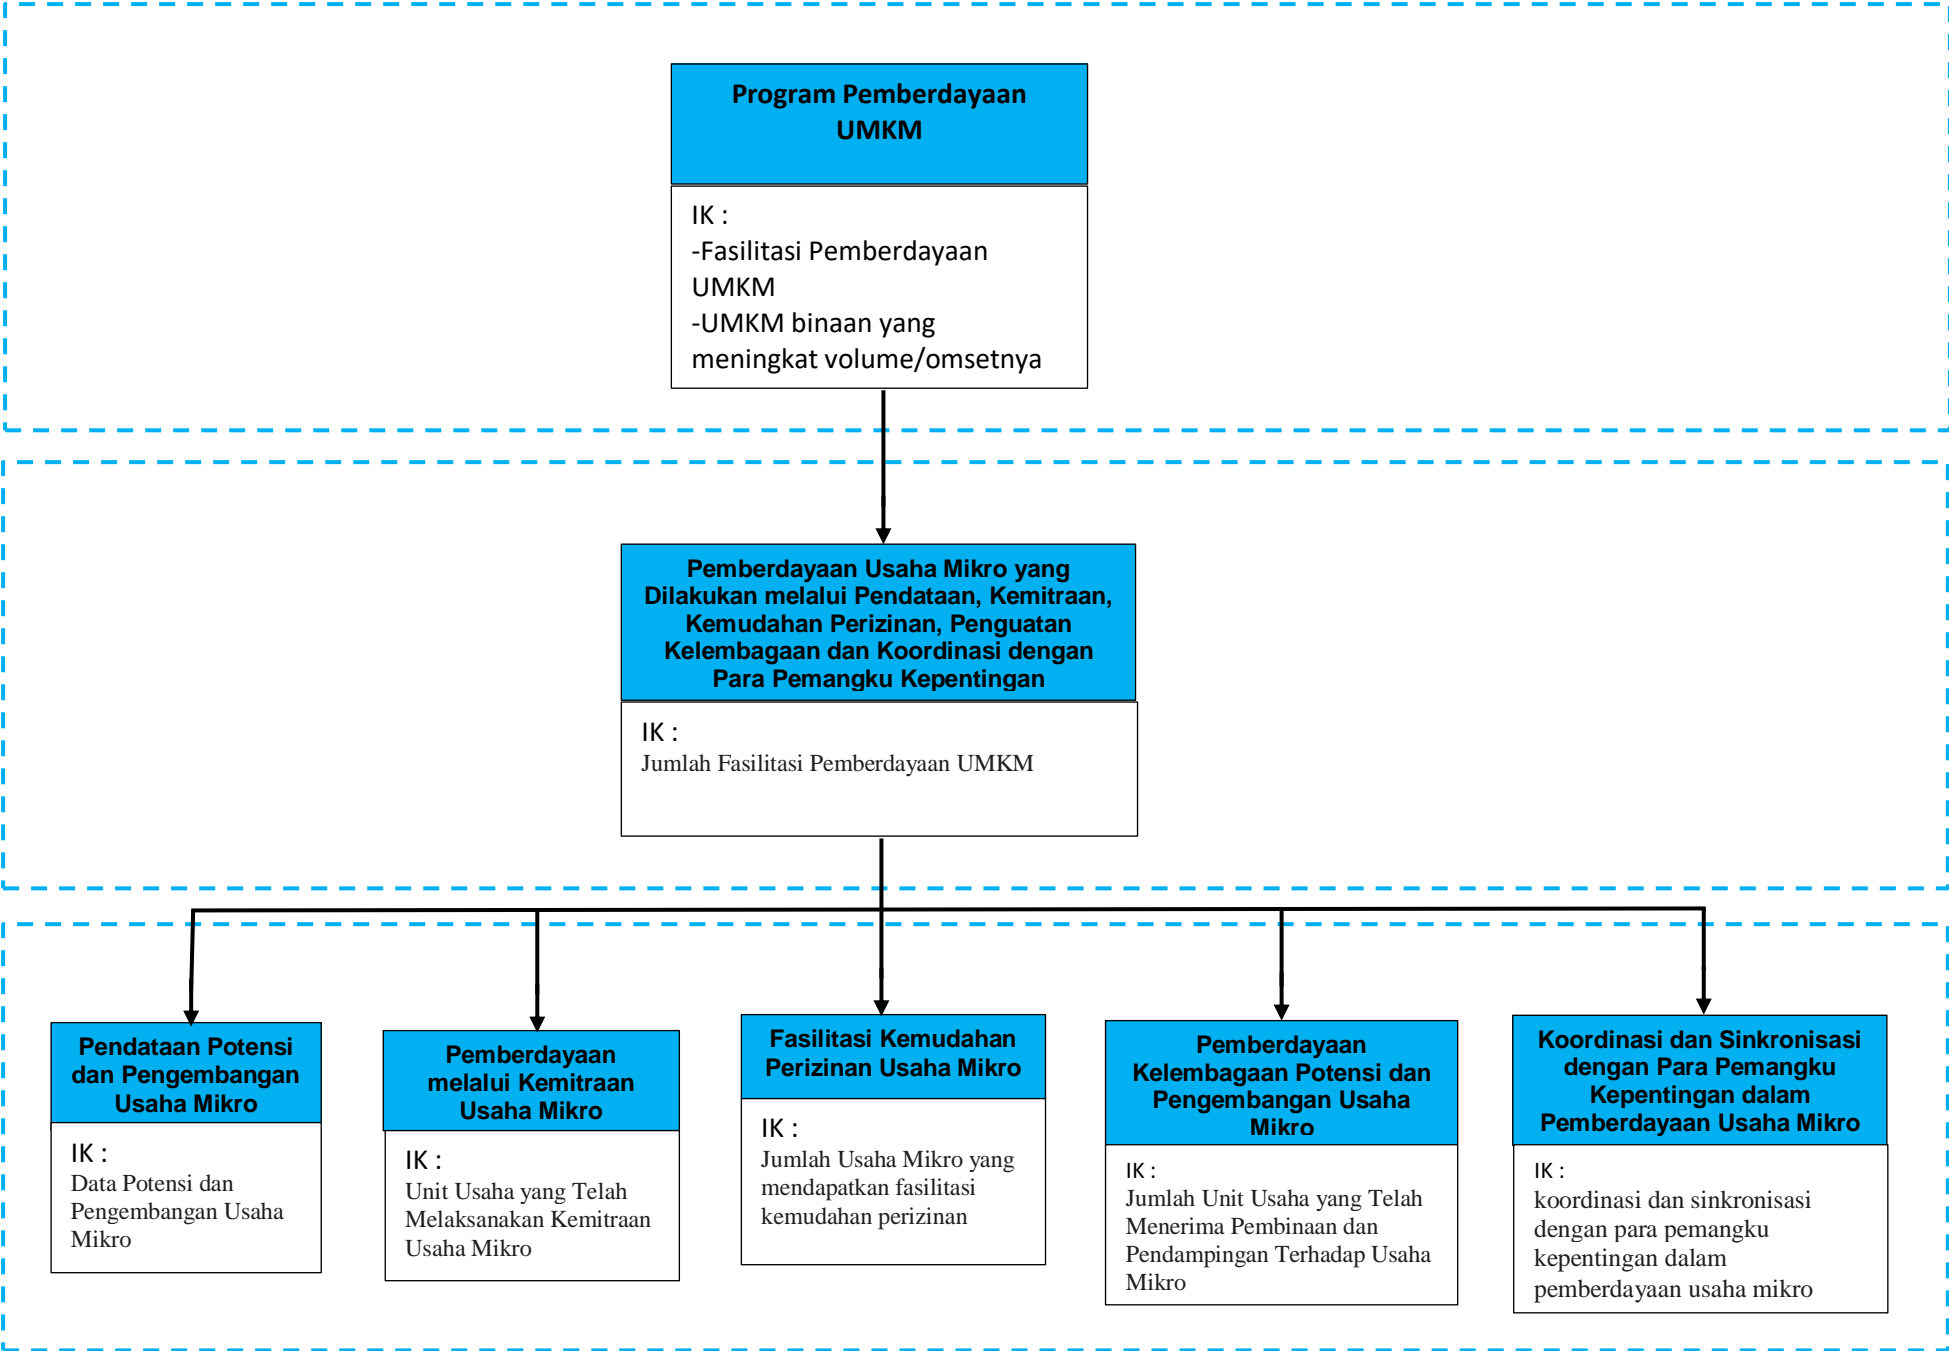 Program Pemberdayaan
UMKM
IK :
-Fasilitasi Pemberdayaan
UMKM
-UMKM binaan yang
meningkat volume/omsetnya
Pemberdayaan Usaha Mikro yang
Dilakukan melalui Pendataan, Kemitraan,
Kemudahan Perizinan, Penguatan
Kelembagaan dan Koordinasi dengan
Para Pemangku Kepentingan
IK :
Jumlah Fasilitasi Pemberdayaan UMKM
Pendataan Potensi
dan Pengembangan
Usaha Mikro
IK :
Data Potensi dan
Pengembangan Usaha
Mikro
Pemberdayaan
melalui Kemitraan
Usaha Mikro
IK :
Unit Usaha yang Telah
Melaksanakan Kemitraan
Usaha Mikro
Fasilitasi Kemudahan
Perizinan Usaha Mikro
IK :
Jumlah Usaha Mikro yang
mendapatkan fasilitasi
kemudahan perizinan
Pemberdayaan
Kelembagaan Potensi dan
Pengembangan Usaha
Mikro
IK :
Jumlah Unit Usaha yang Telah
Menerima Pembinaan dan
Pendampingan Terhadap Usaha
Mikro
Koordinasi dan Sinkronisasi
dengan Para Pemangku
Kepentingan dalam
Pemberdayaan Usaha Mikro
IK :
koordinasi dan sinkronisasi
dengan para pemangku
kepentingan dalam
pemberdayaan usaha mikro